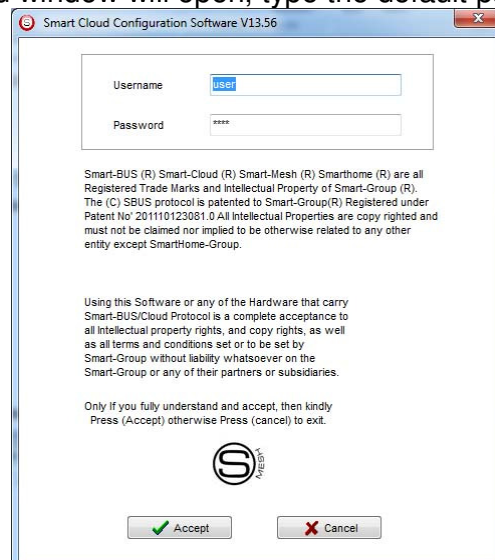 d window will open, type the default p
Smart Cloud Configuration Software V13.56
Username user
Password ****
Smart-BUS (R) Smart-Cloud (R) Smart-Mesh (R) Smarthome (R) are all
Registered Trade Marks and Intellectual Property of Smart-Group (R).
The (C) SBUS protocol is patented to Smart-Group(R) Registered under
Patent No' 201110123081.0 All Intellectual Properties are copy righted and
must not be claimed nor implied to be otherwise related to any other
entity except SmartHome-Group.
Using this Software or any of the Hardware that carry
Smart-BUS/Cloud Protocol is a complete acceptance to
all Intellectual property rights, and copy rights, as well
as all terms and conditions set or to be set by
Smart-Group without liability whatsoever on the
Smart-Group or any of their partners or subsidiaries.
Only If you fully understand and accept, then kindly
Press (Accept) otherwise Press (cancel) to exit.
S MESH
Accept Cancel